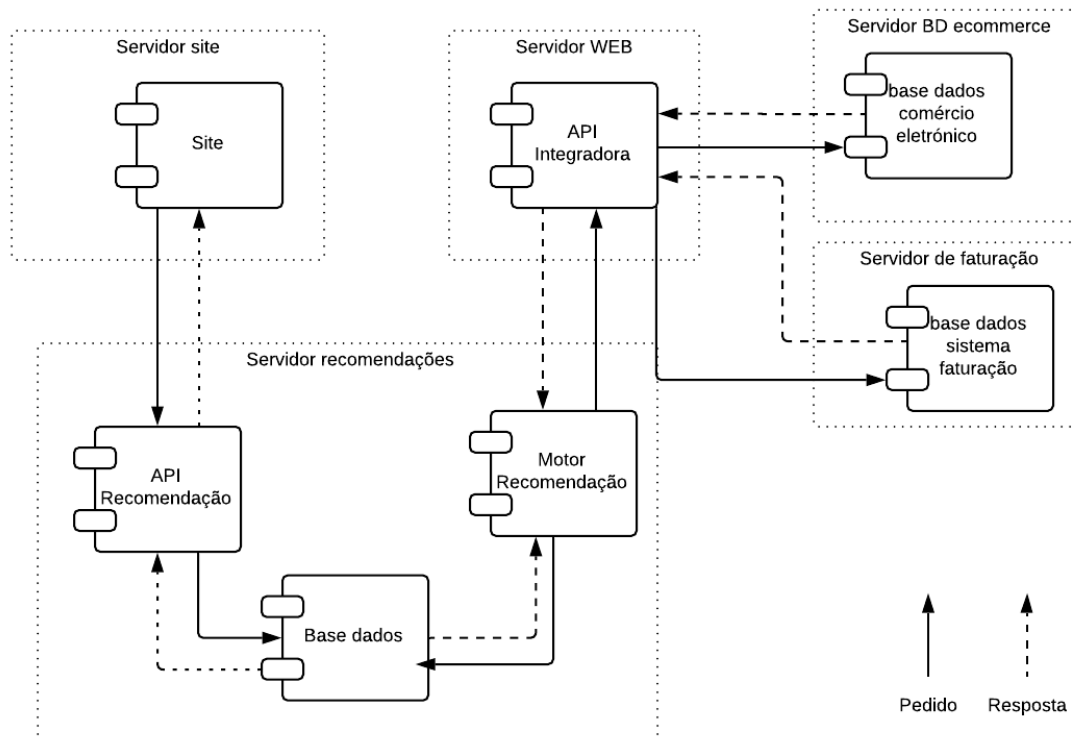 Servidor site
Site
Servidor WEB
API
Integradora
Servidor BD ecommerce
base dados
comércio
eletrónico
Servidor de faturação
base dados
sistema
faturação
Servidor recomendações
API
Recomendação
Motor
Recomendação
Base dados
Pedido
Resposta